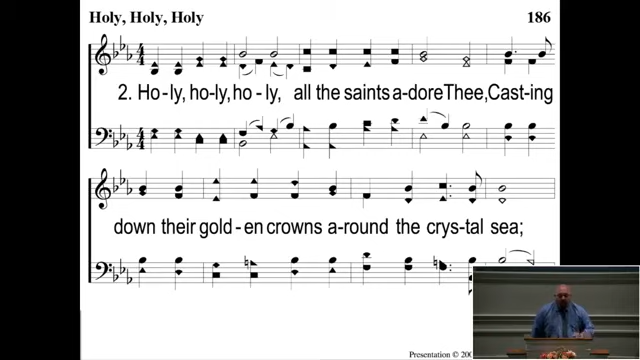 Holy, Holy, Holy 186
2. Ho-ly, ho-ly, ho - ly, all the saints a-dore Thee, Cast-ing
down their gold - en crowns a-round the crys-tal sea;
Presentation © 200